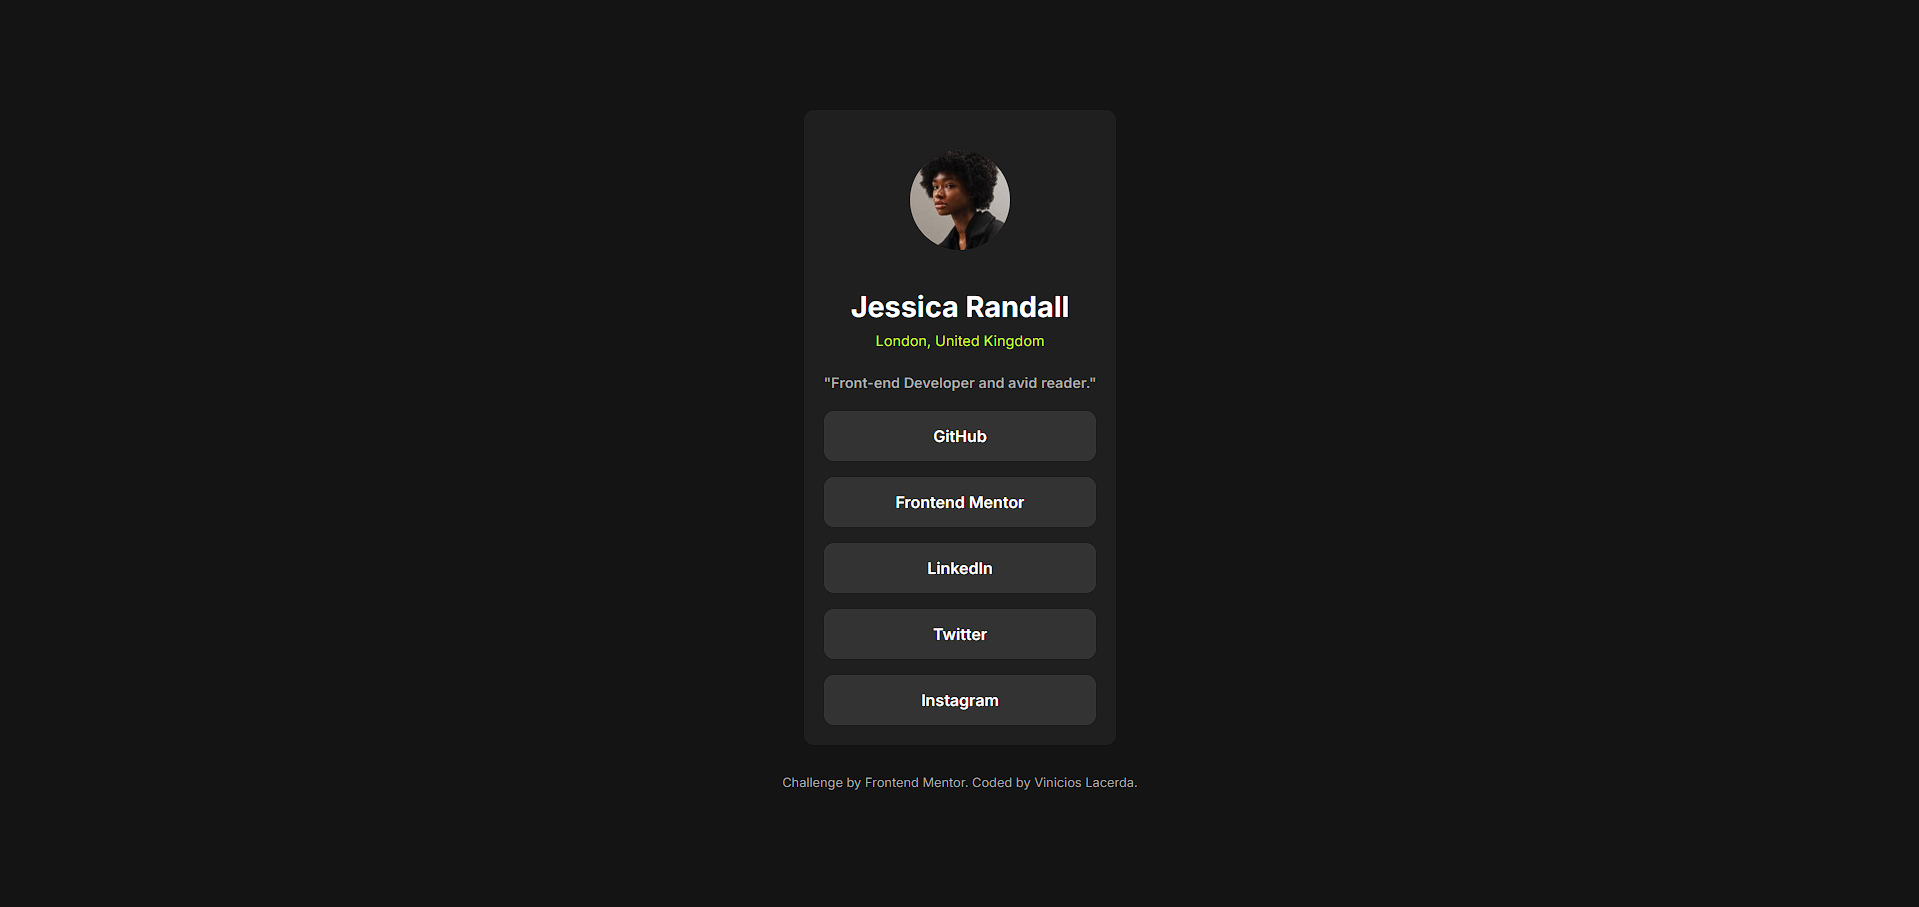 Jessica Randall
London, United Kingdom
"Front-end Developer and avid reader."
GitHub
Frontend Mentor
LinkedIn
Twitter
Instagram
Challenge by Frontend Mentor. Coded by Vinicios Lacerda.